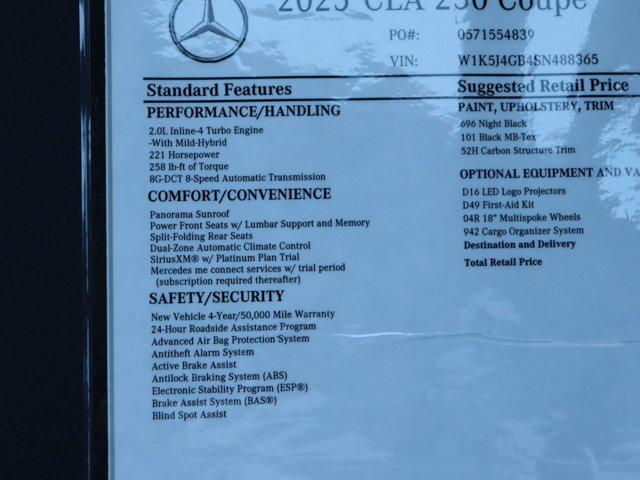 2025 CLA 250 Coupe
PO#: 0571554839
VIN: W1K5J4GB4SN488365
Standard Features
PERFORMANCE/HANDLING
2.0L Inline-4 Turbo Engine
-With Mild-Hybrid
221 Horsepower
258 lb-ft of Torque
8G-DCT 8-Speed Automatic Transmission
COMFORT/CONVENIENCE
Panorama Sunroof
Power Front Seats w/ Lumbar Support and Memory
Split-Folding Rear Seats
Dual-Zone Automatic Climate Control
SiriusXM® w/ Platinum Plan Trial
Mercedes me connect services w/ trial period
(subscription required thereafter)
SAFETY/SECURITY
New Vehicle 4-Year/50,000 Mile Warranty
24-Hour Roadside Assistance Program
Advanced Air Bag Protection System
Antitheft Alarm System
Active Brake Assist
Antilock Braking System (ABS)
Electronic Stability Program (ESP®)
Brake Assist System (BAS®)
Blind Spot Assist
Suggested Retail Price
PAINT, UPHOLSTERY, TRIM
696 Night Black
101 Black MB-Tex
52H Carbon Structure Trim
OPTIONAL EQUIPMENT AND VA
D16 LED Logo Projectors
D49 First-Aid Kit
04R 18" Multispoke Wheels
942 Cargo Organizer System
Destination and Delivery
Total Retail Price